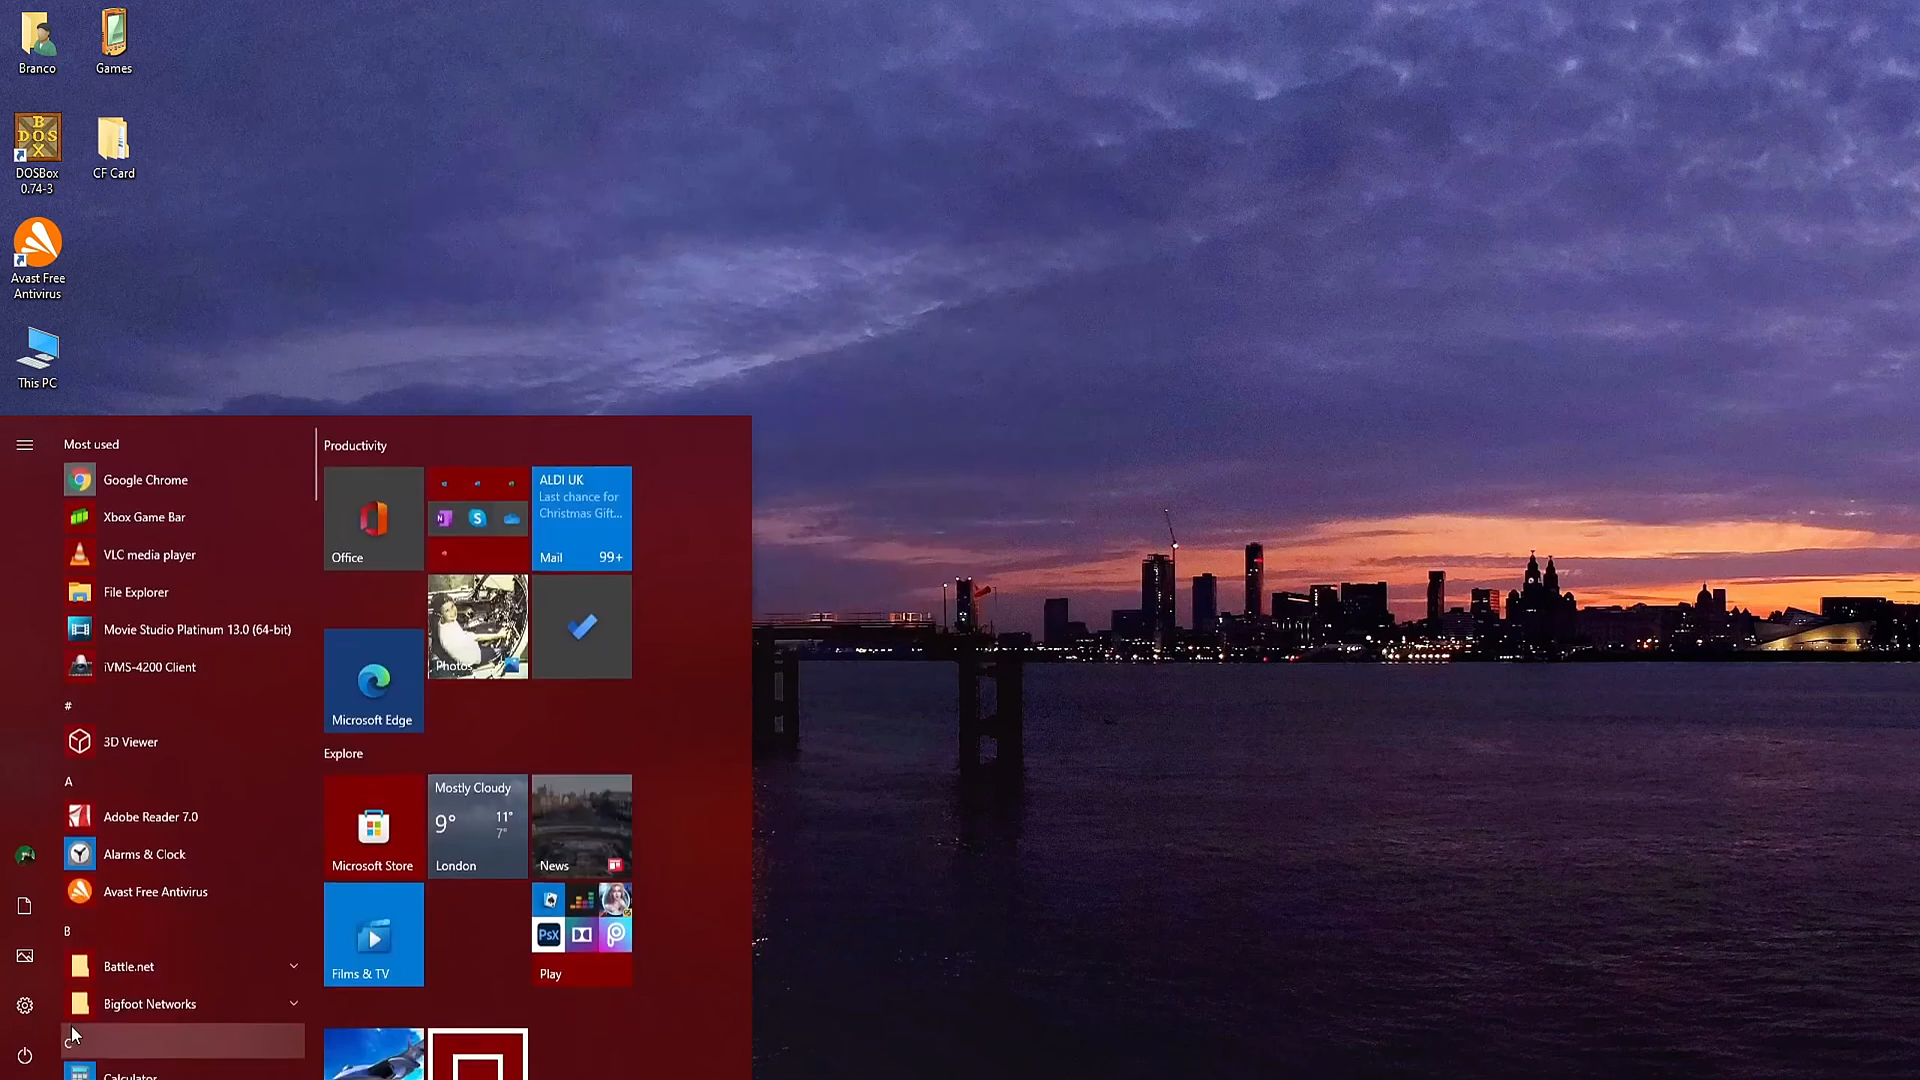 Branco
Games
DOSBox
0.74-3
CF Card
Avast Free
Antivirus
This PC
Most used
Google Chrome
Xbox Game Bar
VLC media player
File Explorer
Movie Studio Platinum 13.0 (64-bit)
iVMS-4200 Client
#
3D Viewer
A
Adobe Reader 7.0
Alarms & Clock
Avast Free Antivirus
B
Battle.net
Bigfoot Networks
C
Calculator
Productivity
Office
ALDI UK
Last chance for
Christmas Gift...
Mail 99+
Photos
Microsoft Edge
Explore
Microsoft Store
Mostly Cloudy
9° 11°
7°
London
News
Films & TV
PsX
Play